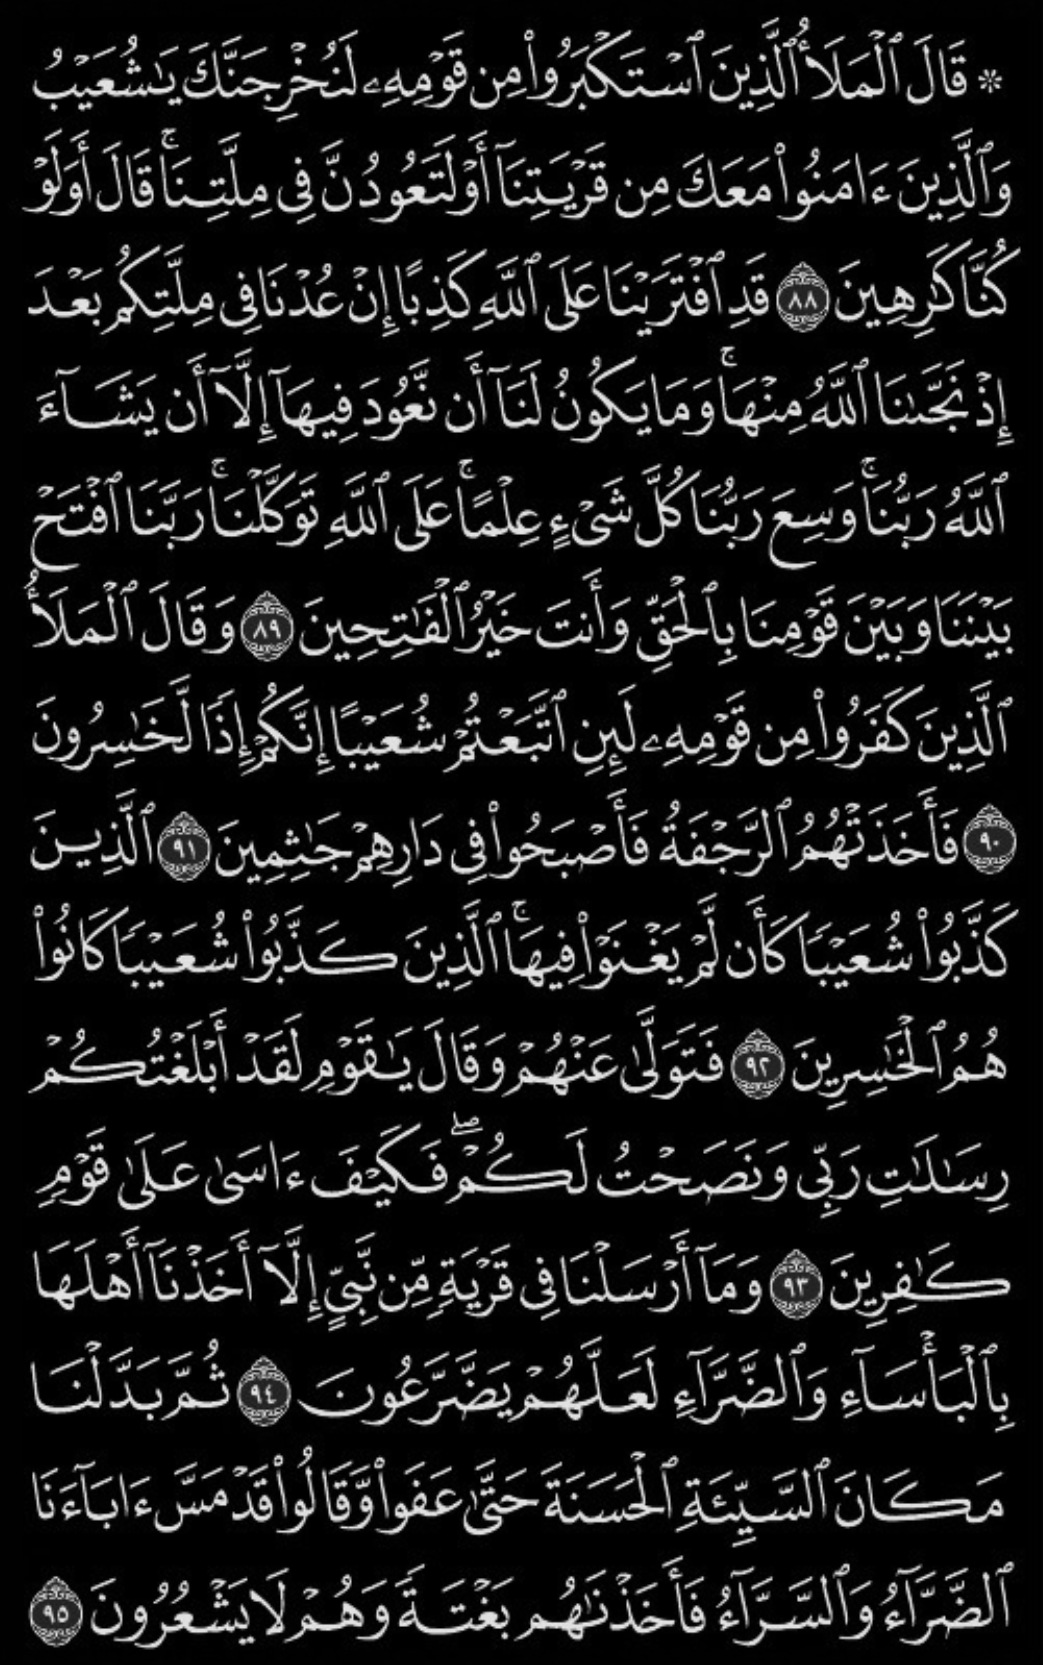 ۞ قَالَ ٱلْمَلَأُ ٱلَّذِينَ ٱسْتَكْبَرُوا۟ مِن قَوْمِهِۦ لَنُخْرِجَنَّكَ يَـٰشُعَيْبُ
وَٱلَّذِينَ ءَامَنُوا۟ مَعَكَ مِن قَرْيَتِنَآ أَوْ لَتَعُودُنَّ فِى مِلَّتِنَا ۚ قَالَ أَوَلَوْ
كُنَّا كَـٰرِهِينَ ٨٨ قَدِ ٱفْتَرَيْنَا عَلَى ٱللَّهِ كَذِبًا إِنْ عُدْنَا فِى مِلَّتِكُم بَعْدَ
إِذْ نَجَّىٰنَا ٱللَّهُ مِنْهَا ۚ وَمَا يَكُونُ لَنَآ أَن نَّعُودَ فِيهَآ إِلَّآ أَن يَشَآءَ
ٱللَّهُ رَبُّنَا ۚ وَسِعَ رَبُّنَا كُلَّ شَىْءٍ عِلْمًا ۚ عَلَى ٱللَّهِ تَوَكَّلْنَا ۚ رَبَّنَا ٱفْتَحْ
بَيْنَنَا وَبَيْنَ قَوْمِنَا بِٱلْحَقِّ وَأَنتَ خَيْرُ ٱلْفَـٰتِحِينَ ٨٩ وَقَالَ ٱلْمَلَأُ
ٱلَّذِينَ كَفَرُوا۟ مِن قَوْمِهِۦ لَئِنِ ٱتَّبَعْتُمْ شُعَيْبًا إِنَّكُمْ إِذًا لَّخَـٰسِرُونَ
٩٠ فَأَخَذَتْهُمُ ٱلرَّجْفَةُ فَأَصْبَحُوا۟ فِى دَارِهِمْ جَـٰثِمِينَ ٩١ ٱلَّذِينَ
كَذَّبُوا۟ شُعَيْبًا كَأَن لَّمْ يَغْنَوْا۟ فِيهَا ۚ ٱلَّذِينَ كَذَّبُوا۟ شُعَيْبًا كَانُوا۟
هُمُ ٱلْخَـٰسِرِينَ ٩٢ فَتَوَلَّىٰ عَنْهُمْ وَقَالَ يَـٰقَوْمِ لَقَدْ أَبْلَغْتُكُمْ
رِسَـٰلَـٰتِ رَبِّى وَنَصَحْتُ لَكُمْ ۖ فَكَيْفَ ءَاسَىٰ عَلَىٰ قَوْمٍ
كَـٰفِرِينَ ٩٣ وَمَآ أَرْسَلْنَا فِى قَرْيَةٍ مِّن نَّبِىٍّ إِلَّآ أَخَذْنَآ أَهْلَهَا
بِٱلْبَأْسَآءِ وَٱلضَّرَّآءِ لَعَلَّهُمْ يَضَّرَّعُونَ ٩٤ ثُمَّ بَدَّلْنَا
مَكَانَ ٱلسَّيِّئَةِ ٱلْحَسَنَةَ حَتَّىٰ عَفَوا۟ وَّقَالُوا۟ قَدْ مَسَّ ءَابَآءَنَا
ٱلضَّرَّآءُ وَٱلسَّرَّآءُ فَأَخَذْنَـٰهُم بَغْتَةً وَهُمْ لَا يَشْعُرُونَ ٩٥